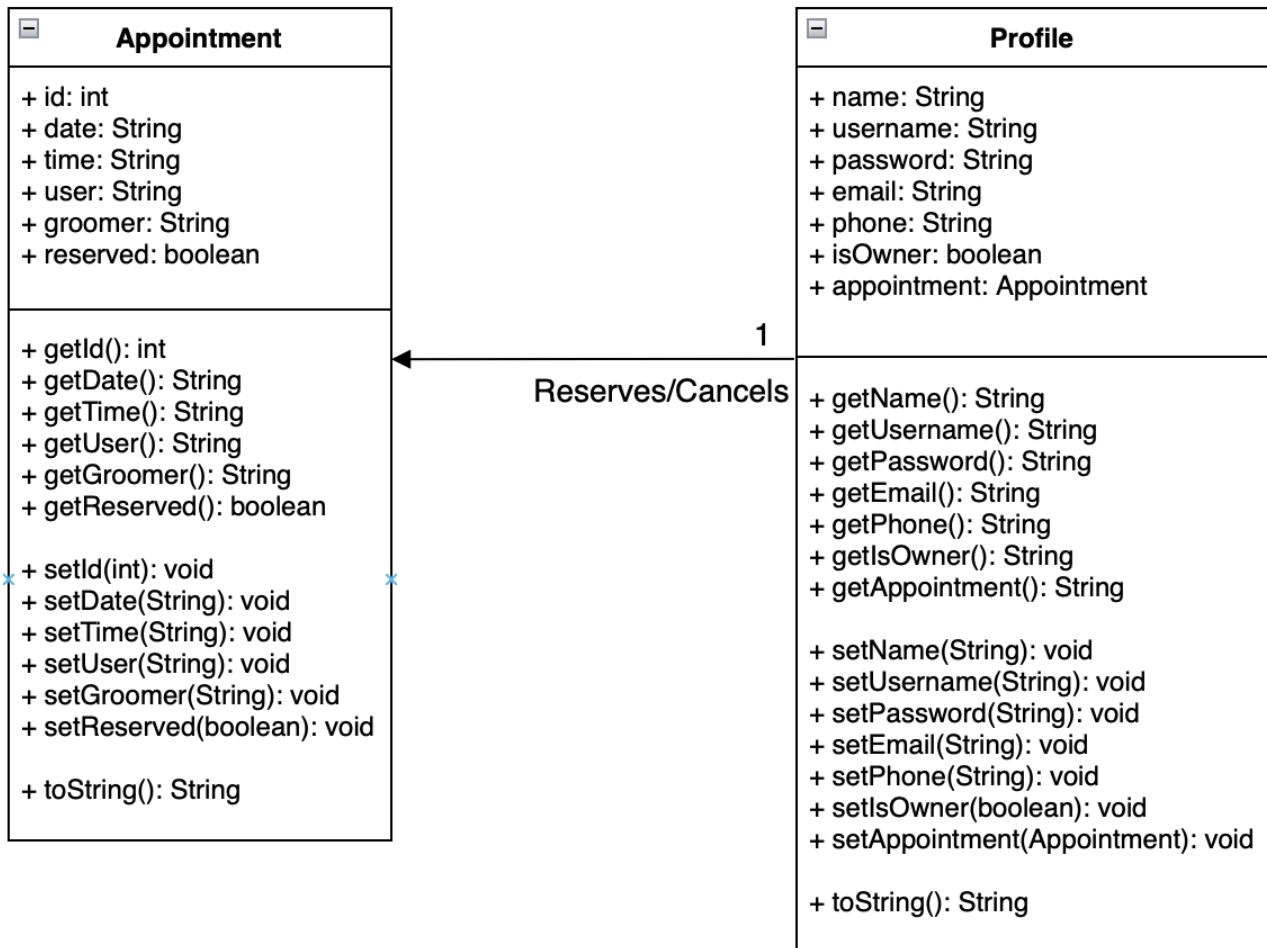 Appointment
+ id: int
+ date: String
+ time: String
+ user: String
+ groomer: String
+ reserved: boolean
+ getId(): int
+ getDate(): String
+ getTime(): String
+ getUser(): String
+ getGroomer(): String
+ getReserved(): boolean
+ setId(int): void
+ setDate(String): void
+ setTime(String): void
+ setUser(String): void
+ setGroomer(String): void
+ setReserved(boolean): void
+ toString(): String
1
Reserves/Cancels
Profile
+ name: String
+ username: String
+ password: String
+ email: String
+ phone: String
+ isOwner: boolean
+ appointment: Appointment
+ getName(): String
+ getUsername(): String
+ getPassword(): String
+ getEmail(): String
+ getPhone(): String
+ getIsOwner(): String
+ getAppointment(): String
+ setName(String): void
+ setUsername(String): void
+ setPassword(String): void
+ setEmail(String): void
+ setPhone(String): void
+ setIsOwner(boolean): void
+ setAppointment(Appointment): void
+ toString(): String